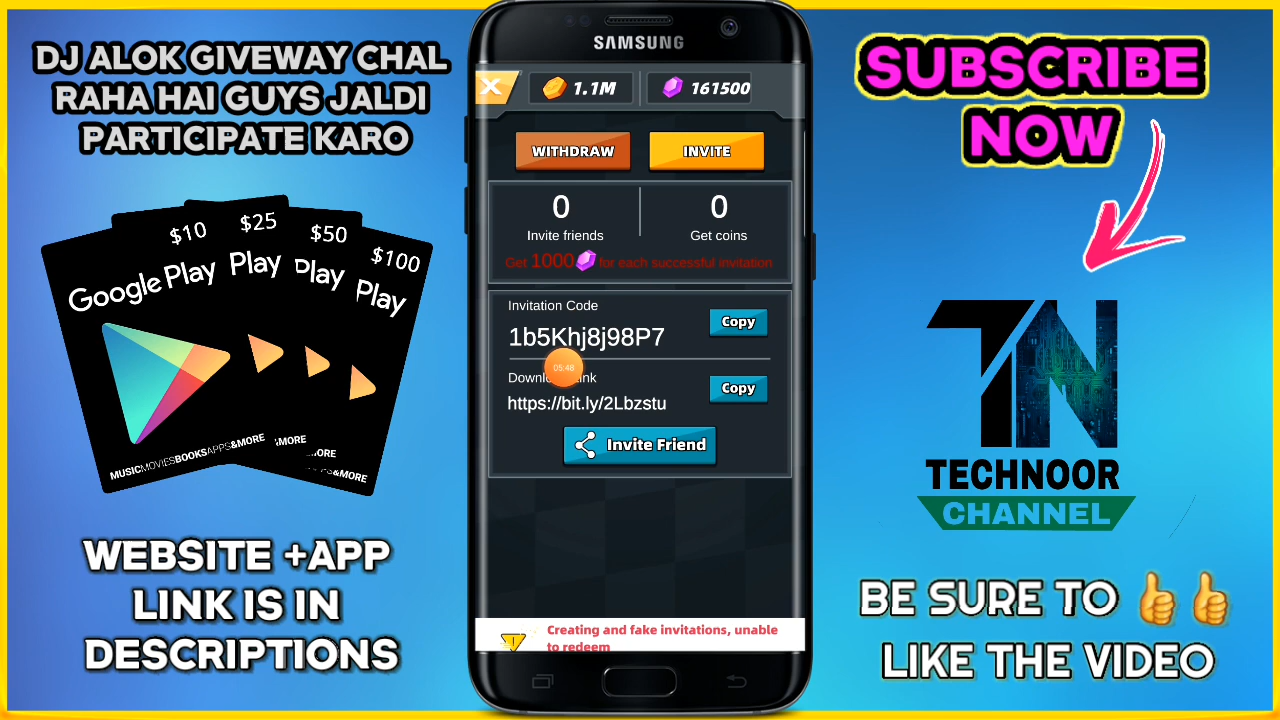 DJ ALOK GIVEWAY CHAL
RAHA HAI GUYS JALDI
PARTICIPATE KARO
$10
$25
$50
$100
Google Play
Play
Play
Play
MUSICMOVIESBOOKSAPPS&MORE
&MORE
&MORE
WEBSITE +APP
LINK IS IN
DESCRIPTIONS
SAMSUNG
1.1M
161500
WITHDRAW
INVITE
0
0
Invite friends
Get coins
Get 1000 for each successful invitation
Invitation Code
1b5Khj8j98P7
Copy
05:48
https://bit.ly/2Lbzstu
Copy
Invite Friend
Creating and fake invitations, unable
to redeem
SUBSCRIBE
NOW
TN
TECHNOOR
CHANNEL
BE SURE TO 👍👍
LIKE THE VIDEO